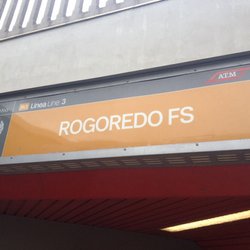 M3 Linea Line 3
ATM
ROGOREDO FS